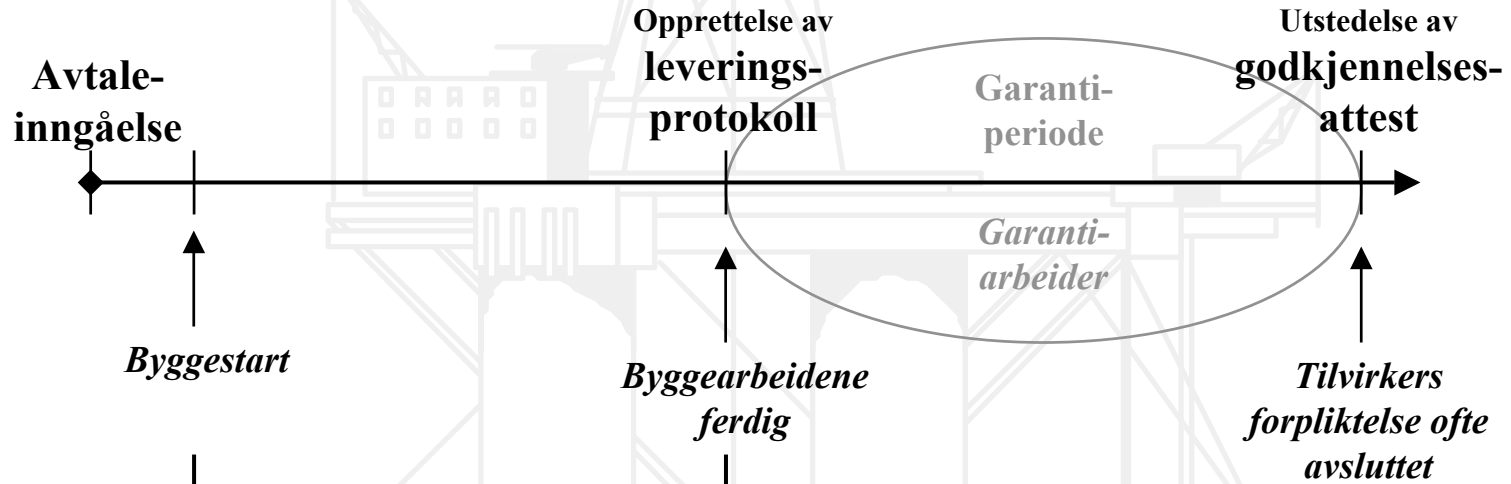 Avtale-
inngåelse
Opprettelse av
leverings-
protokoll
Garanti-
periode
Utstedelse av
godkjennelses-
attest
Garanti-
arbeider
Byggestart
Byggearbeidene
ferdig
Tilvirkers
forpliktelse ofte
avsluttet